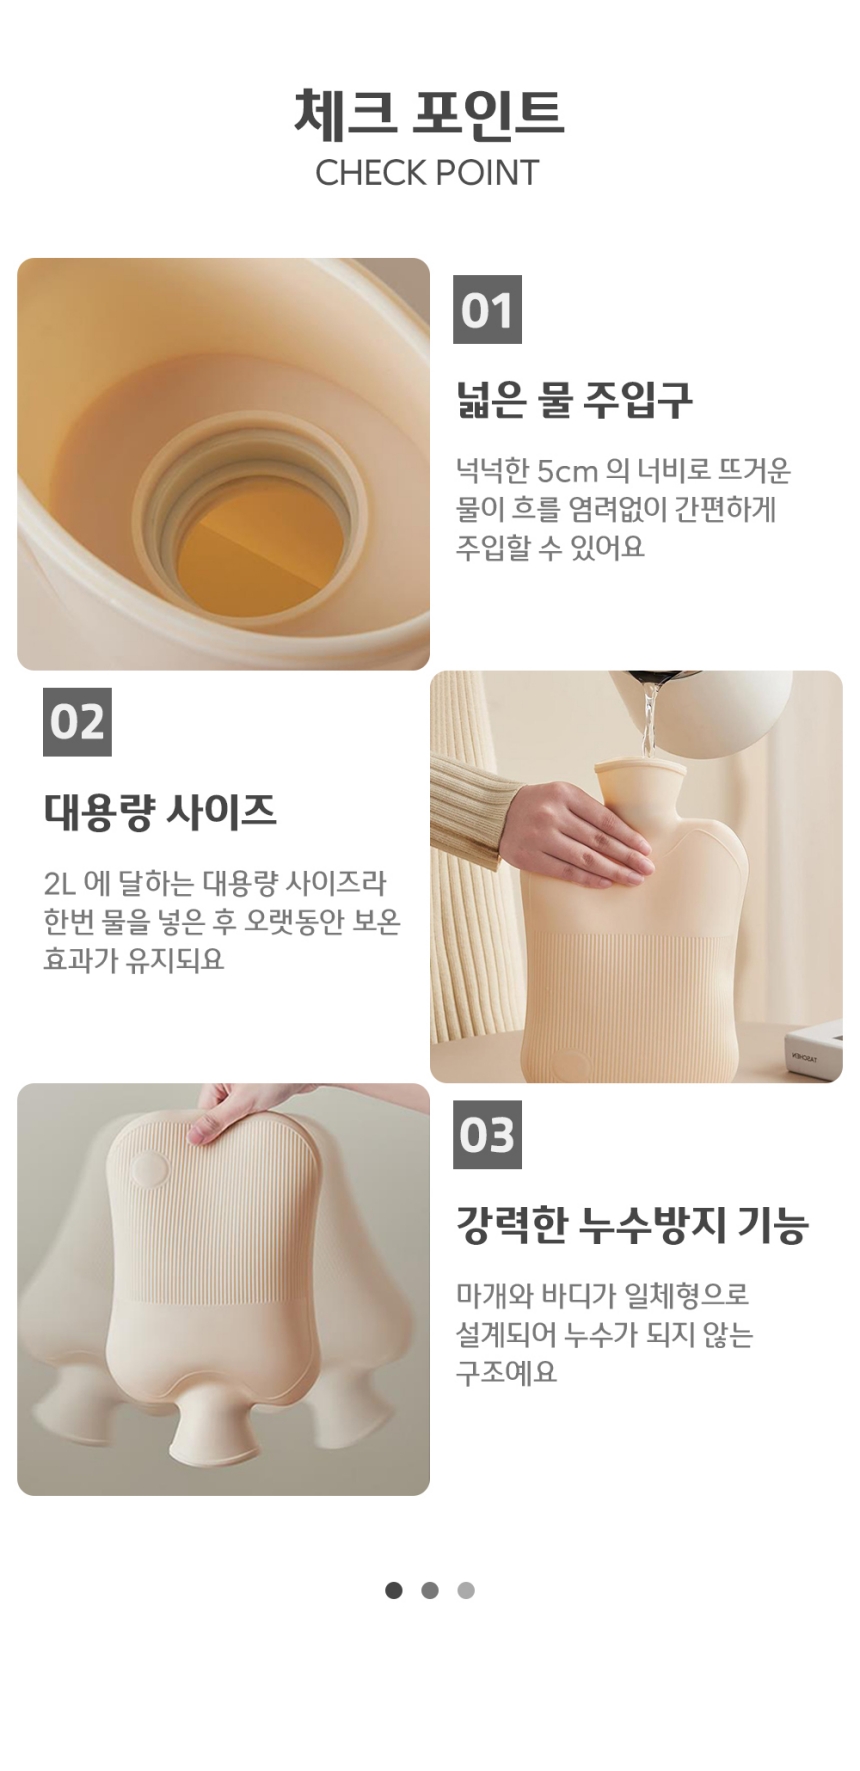 체크 포인트
CHECK POINT
01
넓은 물 주입구
넉넉한 5cm 의 너비로 뜨거운
물이 흐를 염려없이 간편하게
주입할 수 있어요
02
대용량 사이즈
2L 에 달하는 대용량 사이즈라
한번 물을 넣은 후 오랫동안 보온
효과가 유지되요
03
강력한 누수방지 기능
마개와 바디가 일체형으로
설계되어 누수가 되지 않는
구조예요